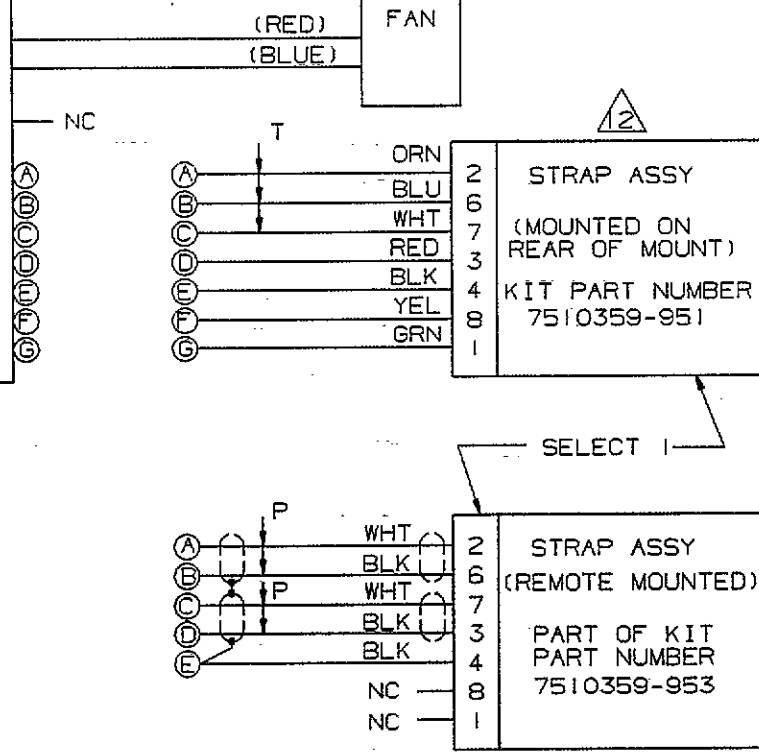 (RED) FAN
(BLUE)
NC
12
T
A A ORN 2 STRAP ASSY
B B BLU 6
C C WHT 7 (MOUNTED ON
D D RED 3 REAR OF MOUNT)
E E BLK 4 KIT PART NUMBER
F F YEL 8 7510359-951
G G GRN 1
SELECT 1
P
A WHT 2 STRAP ASSY
B BLK 6 (REMOTE MOUNTED)
C P WHT 7
D BLK 3 PART OF KIT
E BLK 4 PART NUMBER
NC 8 7510359-953
NC 1